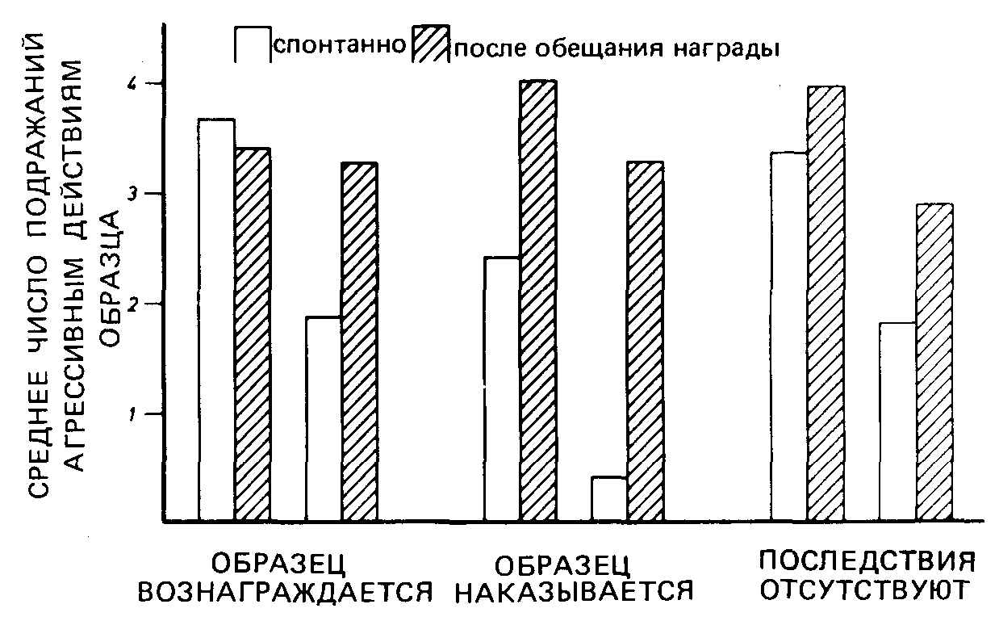 СРЕДНЕЕ ЧИСЛО ПОДРАЖАНИЙ
АГРЕССИВНЫМ ДЕЙСТВИЯМ
ОБРАЗЦА
спонтанно
после обещания награды
4
3
2
1
ОБРАЗЕЦ
ВОЗНАГРАЖДАЕТСЯ
ОБРАЗЕЦ
НАКАЗЫВАЕТСЯ
ПОСЛЕДСТВИЯ
ОТСУТСТВУЮТ